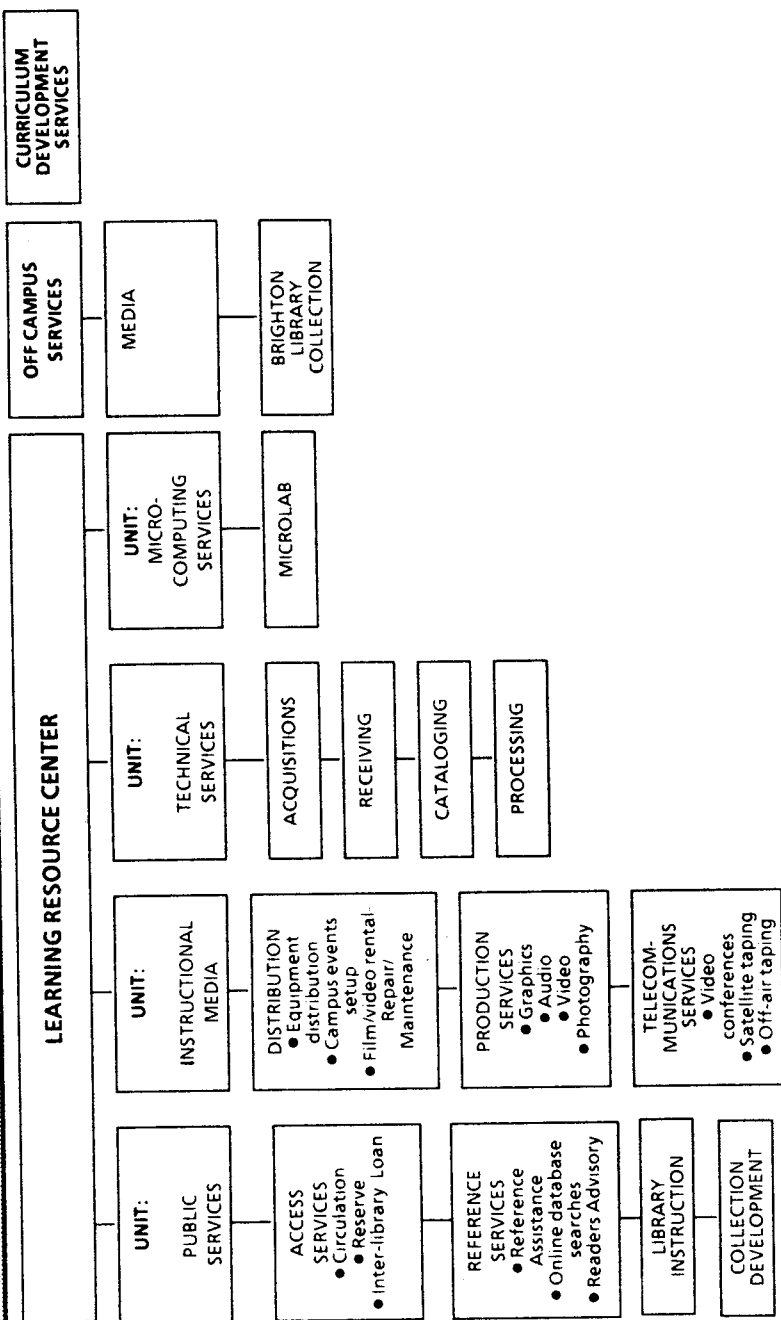 LEARNING RESOURCE CENTER
UNIT:
PUBLIC
SERVICES
ACCESS
SERVICES
● Circulation
● Reserve
● Inter-library Loan
REFERENCE
SERVICES
● Reference
Assistance
● Online database
searches
● Readers Advisory
LIBRARY
INSTRUCTION
COLLECTION
DEVELOPMENT
UNIT:
INSTRUCTIONAL
MEDIA
DISTRIBUTION
● Equipment
distribution
● Campus events
setup
● Film/video rental-
Repair/
Maintenance
PRODUCTION
SERVICES
● Graphics
● Audio
● Video
● Photography
TELECOM-
MUNICATIONS
SERVICES
● Video
conferences
● Satellite taping
● Off-air taping
UNIT:
TECHNICAL
SERVICES
ACQUISITIONS
RECEIVING
CATALOGING
PROCESSING
UNIT:
MICRO-
COMPUTING
SERVICES
MICROLAB
OFF CAMPUS
SERVICES
MEDIA
BRIGHTON
LIBRARY
COLLECTION
CURRICULUM
DEVELOPMENT
SERVICES